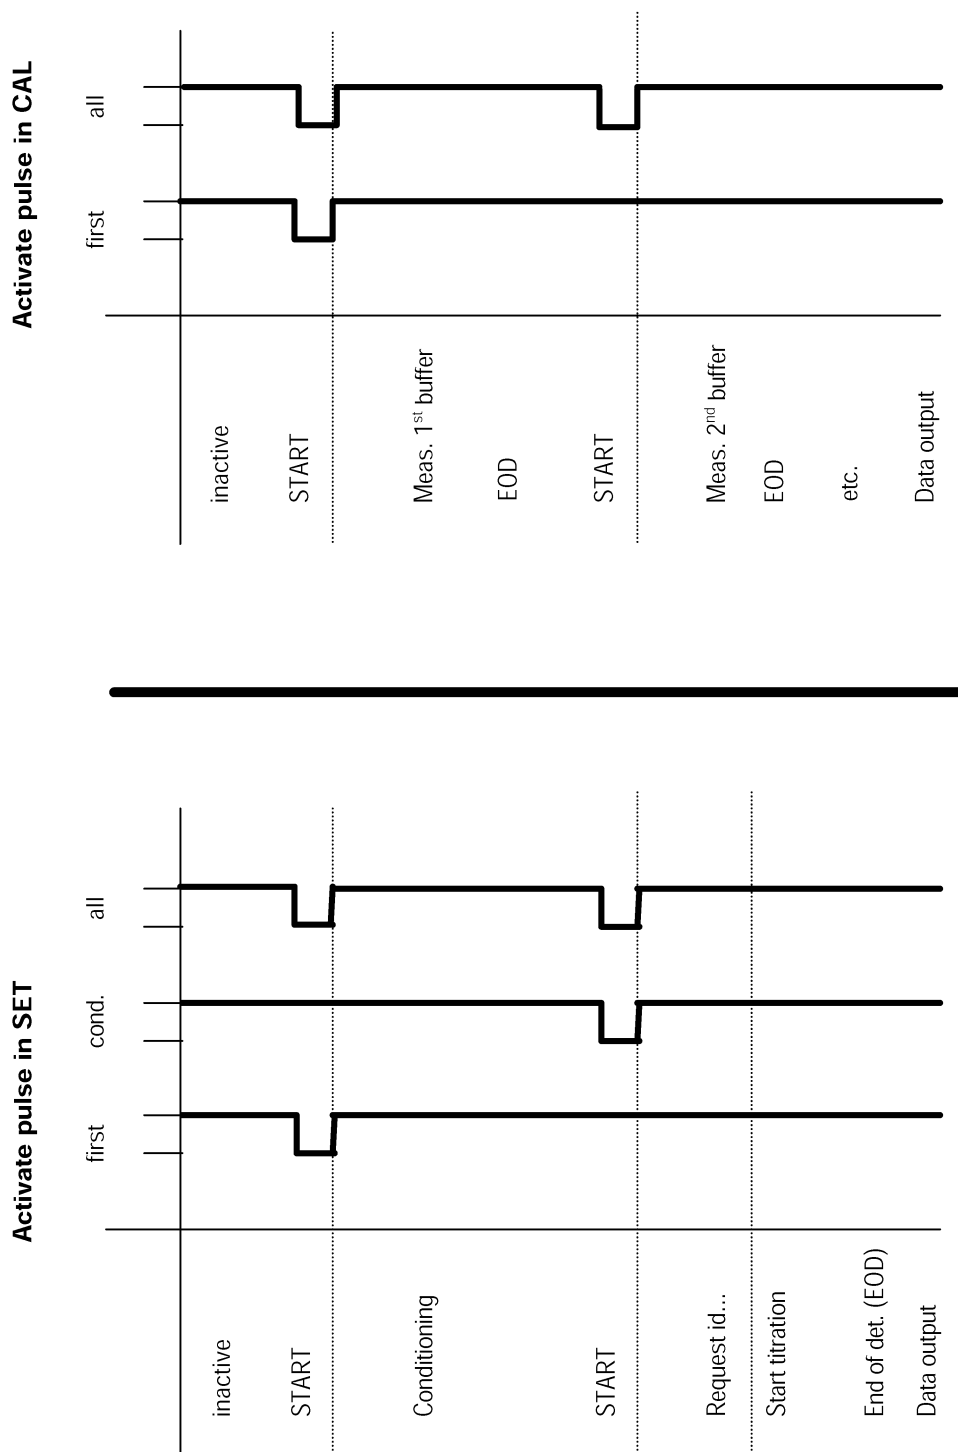 Activate pulse in CAL
all
first
inactive
START
Meas. 1st buffer
EOD
START
Meas. 2nd buffer
EOD
etc.
Data output
Activate pulse in SET
all
cond.
first
inactive
START
Conditioning
START
Request id...
Start titration
End of det. (EOD)
Data output